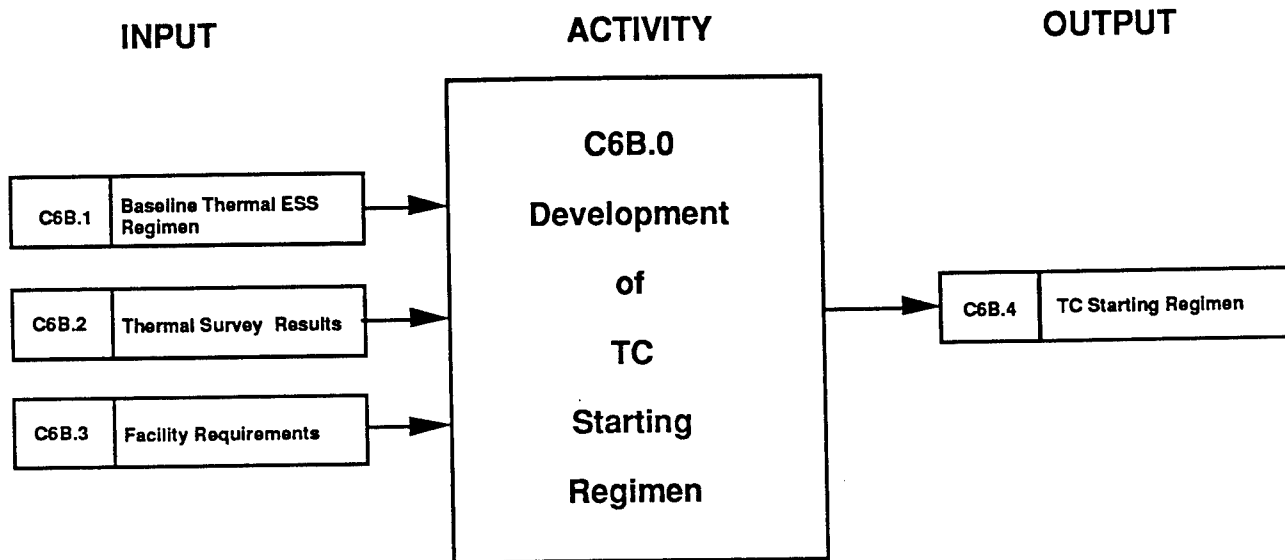 INPUT
ACTIVITY
OUTPUT
C6B.1
Baseline Thermal ESS
Regimen
C6B.2
Thermal Survey Results
C6B.3
Facility Requirements
C6B.0
Development
of
TC
Starting
Regimen
C6B.4
TC Starting Regimen